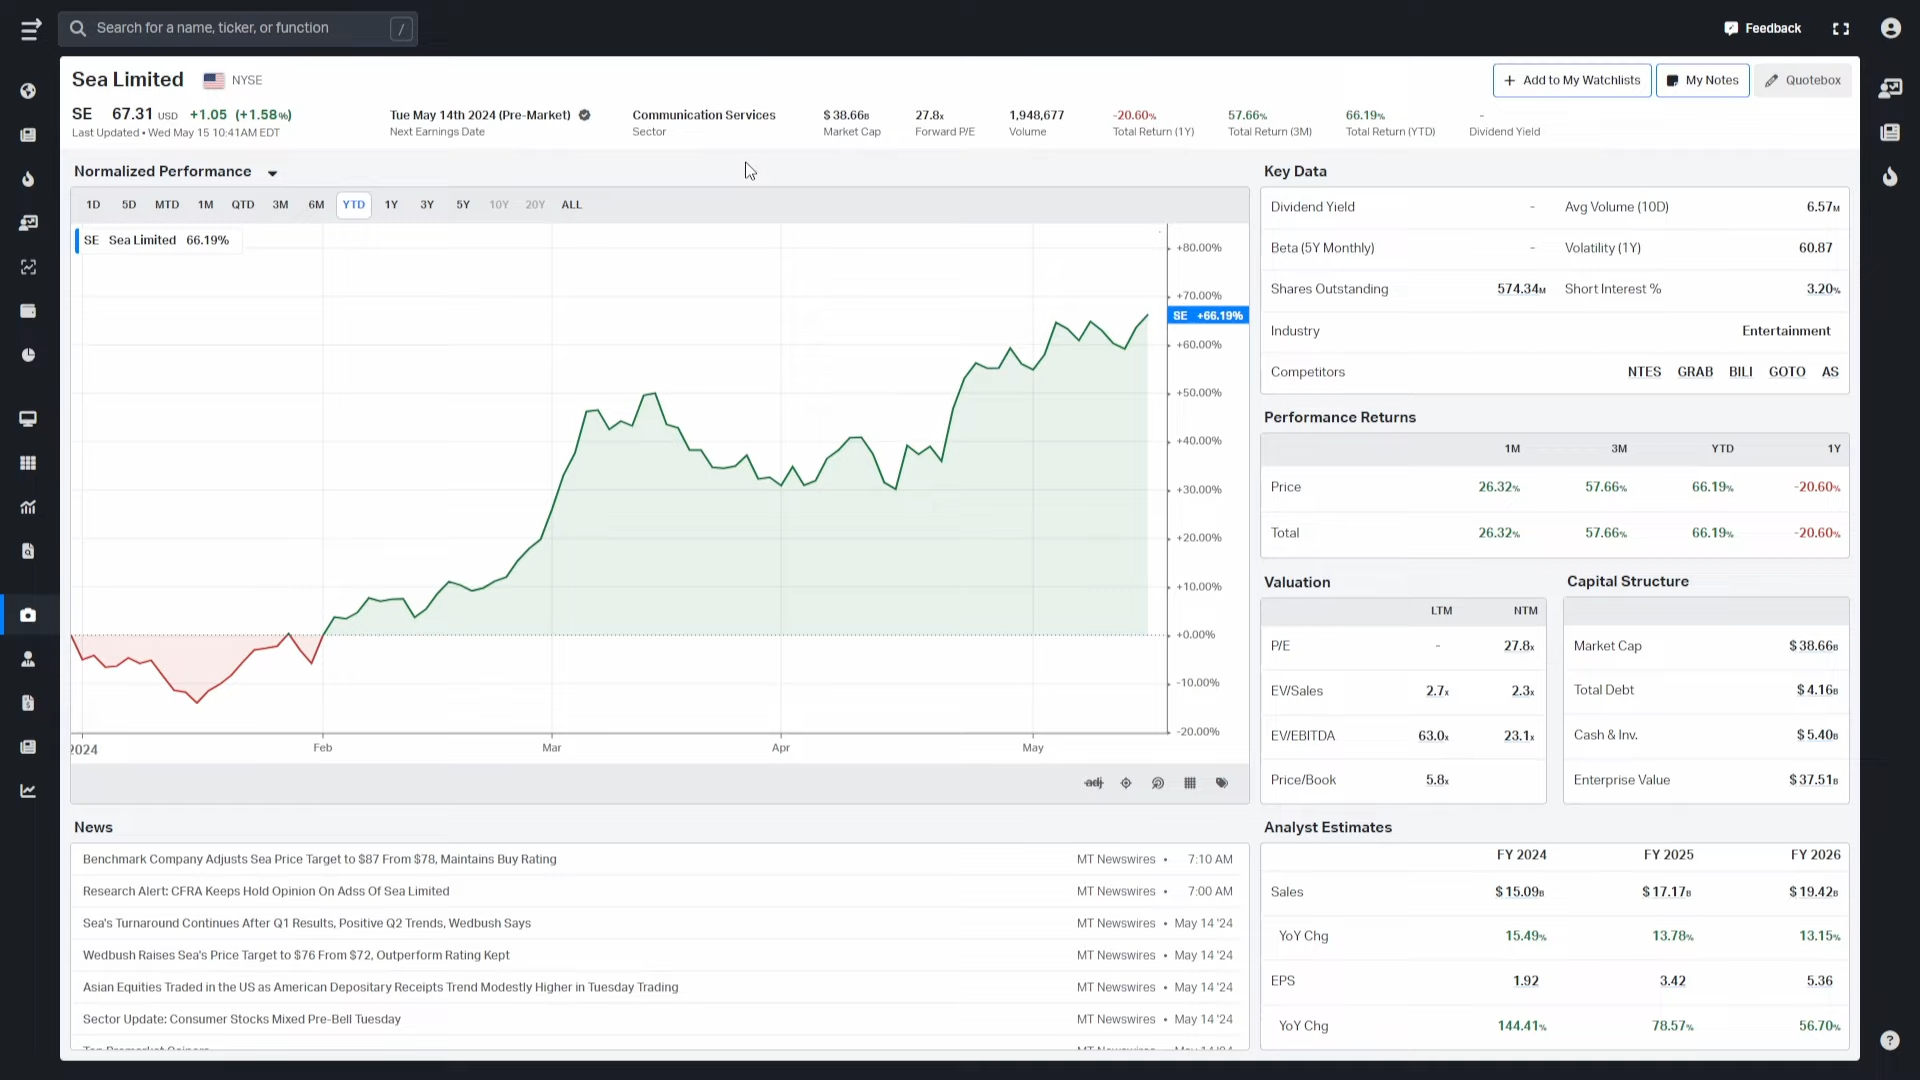 Search for a name, ticker, or function /
Feedback
Sea Limited NYSE
Add to My Watchlists My Notes Quotebox
SE 67.31 USD +1.05 (+1.58%)
Last Updated • Wed May 15 10:41AM EDT
Tue May 14th 2024 (Pre-Market)
Next Earnings Date
Communication Services
Sector
$ 38.66B
Market Cap
27.8x
Forward P/E
1,948,677
Volume
-20.60%
Total Return (1Y)
57.66%
Total Return (3M)
66.19%
Total Return (YTD)
-
Dividend Yield
Normalized Performance
1D 5D MTD 1M QTD 3M 6M YTD 1Y 3Y 5Y 10Y 20Y ALL
SE Sea Limited 66.19%
+80.00%
+70.00%
SE +66.19%
+60.00%
+50.00%
+40.00%
+30.00%
+20.00%
+10.00%
+0.00%
-10.00%
-20.00%
2024 Feb Mar Apr May
adj
Key Data
Dividend Yield - Avg Volume (10D) 6.57M
Beta (5Y Monthly) - Volatility (1Y) 60.87
Shares Outstanding 574.34M Short Interest % 3.20%
Industry Entertainment
Competitors NTES GRAB BILI GOTO AS
Performance Returns
1M 3M YTD 1Y
Price 26.32% 57.66% 66.19% -20.60%
Total 26.32% 57.66% 66.19% -20.60%
Valuation
LTM NTM
P/E - 27.8x
EV/Sales 2.7x 2.3x
EV/EBITDA 63.0x 23.1x
Price/Book 5.8x
Capital Structure
Market Cap $ 38.66B
Total Debt $ 4.16B
Cash & Inv. $ 5.40B
Enterprise Value $ 37.51B
News
Benchmark Company Adjusts Sea Price Target to $87 From $78, Maintains Buy Rating MT Newswires • 7:10 AM
Research Alert: CFRA Keeps Hold Opinion On Adss Of Sea Limited MT Newswires • 7:00 AM
Sea's Turnaround Continues After Q1 Results, Positive Q2 Trends, Wedbush Says MT Newswires • May 14 '24
Wedbush Raises Sea's Price Target to $76 From $72, Outperform Rating Kept MT Newswires • May 14 '24
Asian Equities Traded in the US as American Depositary Receipts Trend Modestly Higher in Tuesday Trading MT Newswires • May 14 '24
Sector Update: Consumer Stocks Mixed Pre-Bell Tuesday MT Newswires • May 14 '24
Analyst Estimates
FY 2024 FY 2025 FY 2026
Sales $ 15.09B $ 17.17B $ 19.42B
YoY Chg 15.49% 13.78% 13.15%
EPS 1.92 3.42 5.36
YoY Chg 144.41% 78.57% 56.70%
?